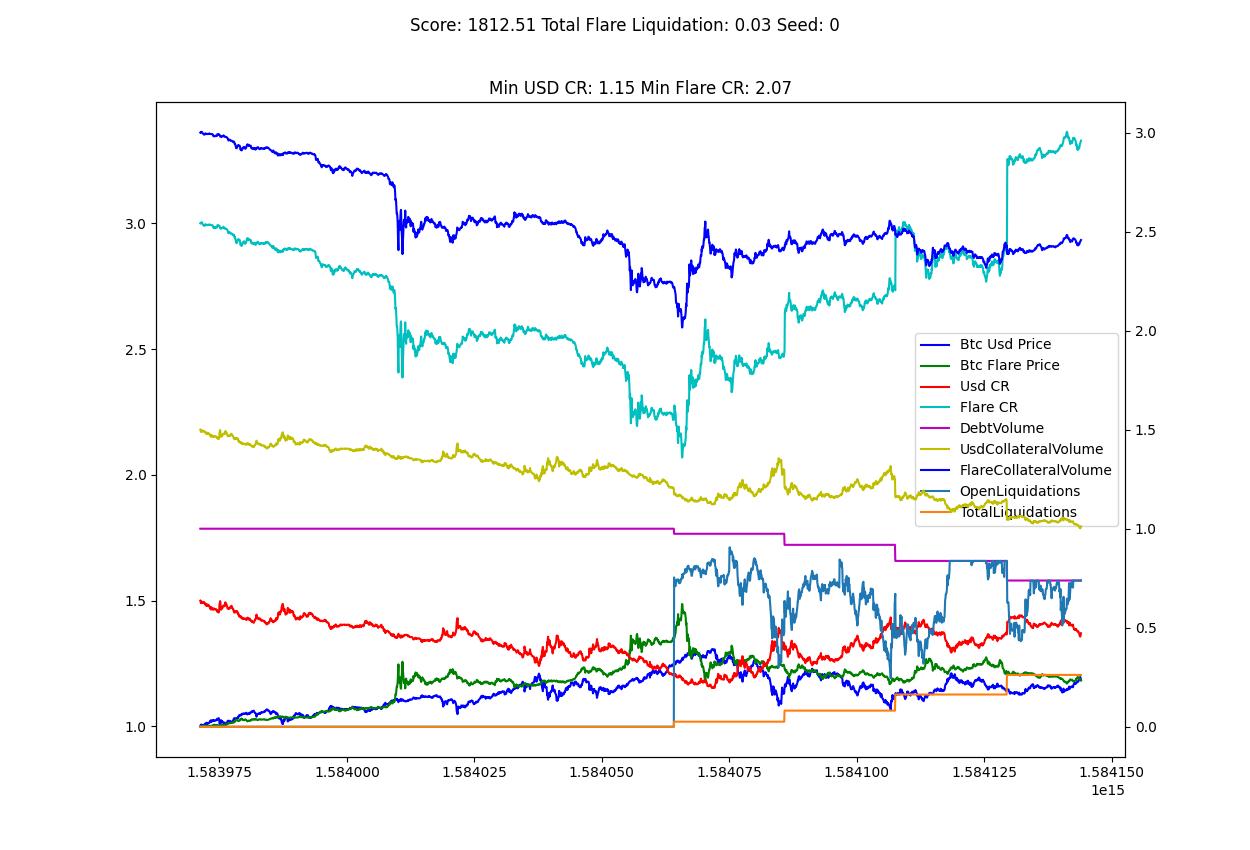 Score: 1812.51 Total Flare Liquidation: 0.03 Seed: 0
Min USD CR: 1.15 Min Flare CR: 2.07
3.0
2.5
2.0
1.5
1.0
3.0
2.5
2.0
1.5
1.0
0.5
0.0
Btc Usd Price
Btc Flare Price
Usd CR
Flare CR
DebtVolume
UsdCollateralVolume
FlareCollateralVolume
OpenLiquidations
TotalLiquidations
1.583975 1.584000 1.584025 1.584050 1.584075 1.584100 1.584125 1.584150
1e15